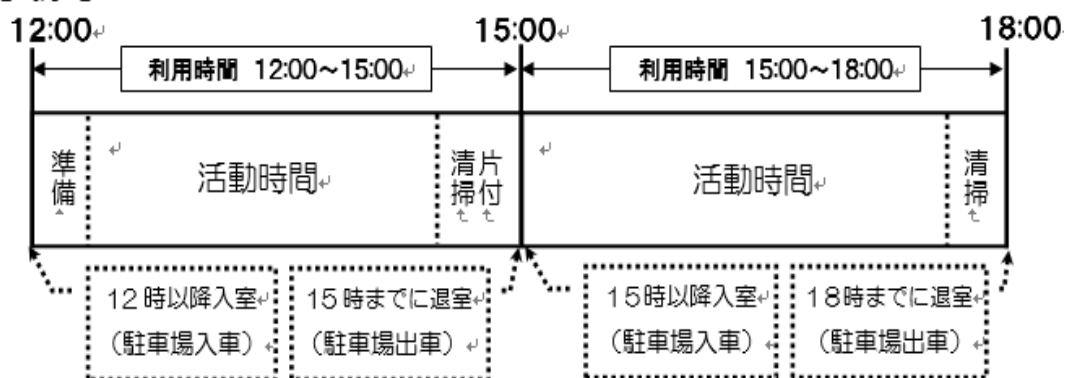 12:00 15:00 18:00
利用時間 12:00～15:00 利用時間 15:00～18:00
準備 活動時間 清掃 片付 活動時間 清掃
12時以降入室 15時までに退室 15時以降入室 18時までに退室
（駐車場入車） （駐車場出車） （駐車場入車） （駐車場出車）